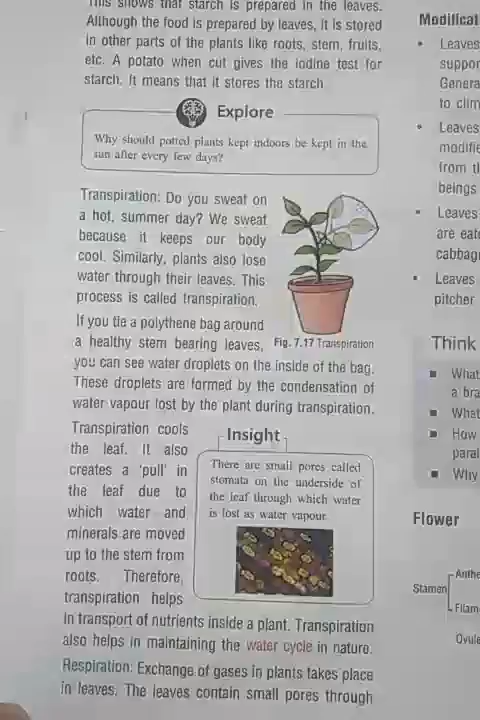 This shows that starch is prepared in the leaves.
Although the food is prepared by leaves, it is stored
in other parts of the plants like roots, stem, fruits,
etc. A potato when cut gives the iodine test for
starch. It means that it stores the starch.
Explore
Why should potted plants kept indoors be kept in the
sun after every few days?
Transpiration: Do you sweat on
a hot, summer day? We sweat
because it keeps our body
cool. Similarly, plants also lose
water through their leaves. This
process is called transpiration.
If you tie a polythene bag around
a healthy stem bearing leaves,
Fig. 7.17 Transpiration
you can see water droplets on the inside of the bag.
These droplets are formed by the condensation of
water vapour lost by the plant during transpiration.
Transpiration cools
the leaf. It also
creates a 'pull' in
the leaf due to
which water and
minerals are moved
up to the stem from
roots. Therefore,
transpiration helps
Insight
There are small pores called
stomata on the underside of
the leaf through which water
is lost as water vapour.
in transport of nutrients inside a plant. Transpiration
also helps in maintaining the water cycle in nature.
Respiration: Exchange of gases in plants takes place
in leaves. The leaves contain small pores through
Modificat
• Leaves
suppor
Genera
to clim
• Leaves
modifie
from t
beings
• Leaves
are eat
cabbag
• Leaves
pitcher
Think
■ What
a bra
■ What
■ How
paral
■ Why
Flower
Stamen
Anthe
Filam
Ovule